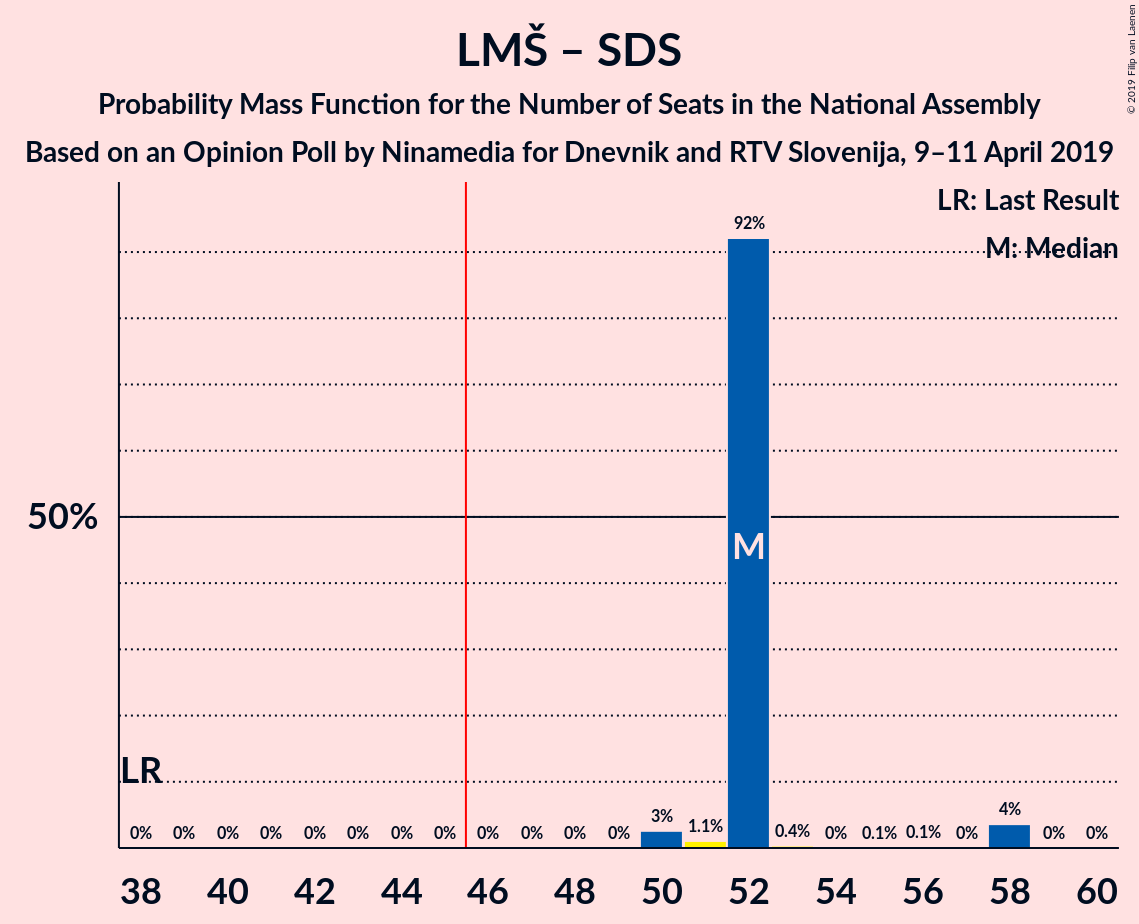 LMŠ – SDS
Probability Mass Function for the Number of Seats in the National Assembly
Based on an Opinion Poll by Ninamedia for Dnevnik and RTV Slovenija, 9–11 April 2019
© 2019 Filip van Laenen
LR: Last Result
M: Median
92%
50%
M
LR
0% 0% 0% 0% 0% 0% 0% 0% 0% 0% 0% 0% 3% 1.1% 0.4% 0% 0.1% 0.1% 0% 4% 0% 0%
38 40 42 44 46 48 50 52 54 56 58 60